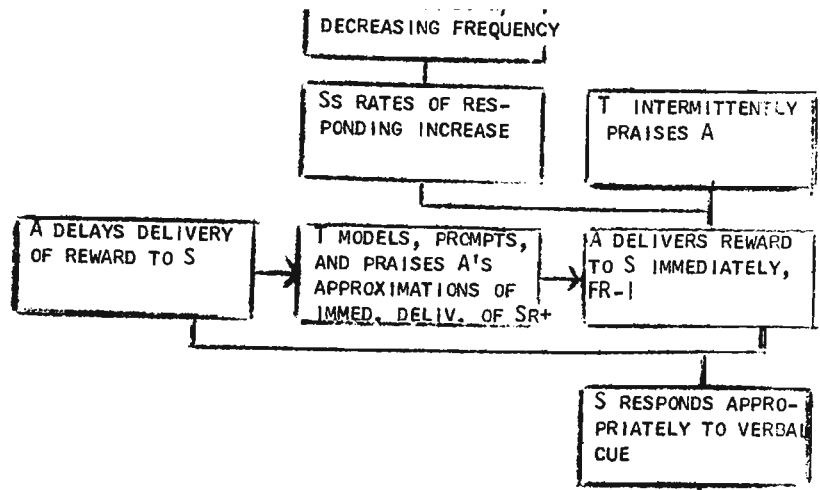 DECREASING FREQUENCY
SS RATES OF RES-
PONDING INCREASE
T INTERMITTENTLY
PRAISES A
A DELAYS DELIVERY
OF REWARD TO S
T MODELS, PROMPTS,
AND PRAISES A'S
APPROXIMATIONS OF
IMMED. DELIV. OF SR+
A DELIVERS REWARD
TO S IMMEDIATELY,
FR-I
S RESPONDS APPRO-
PRIATELY TO VERBAL
CUE